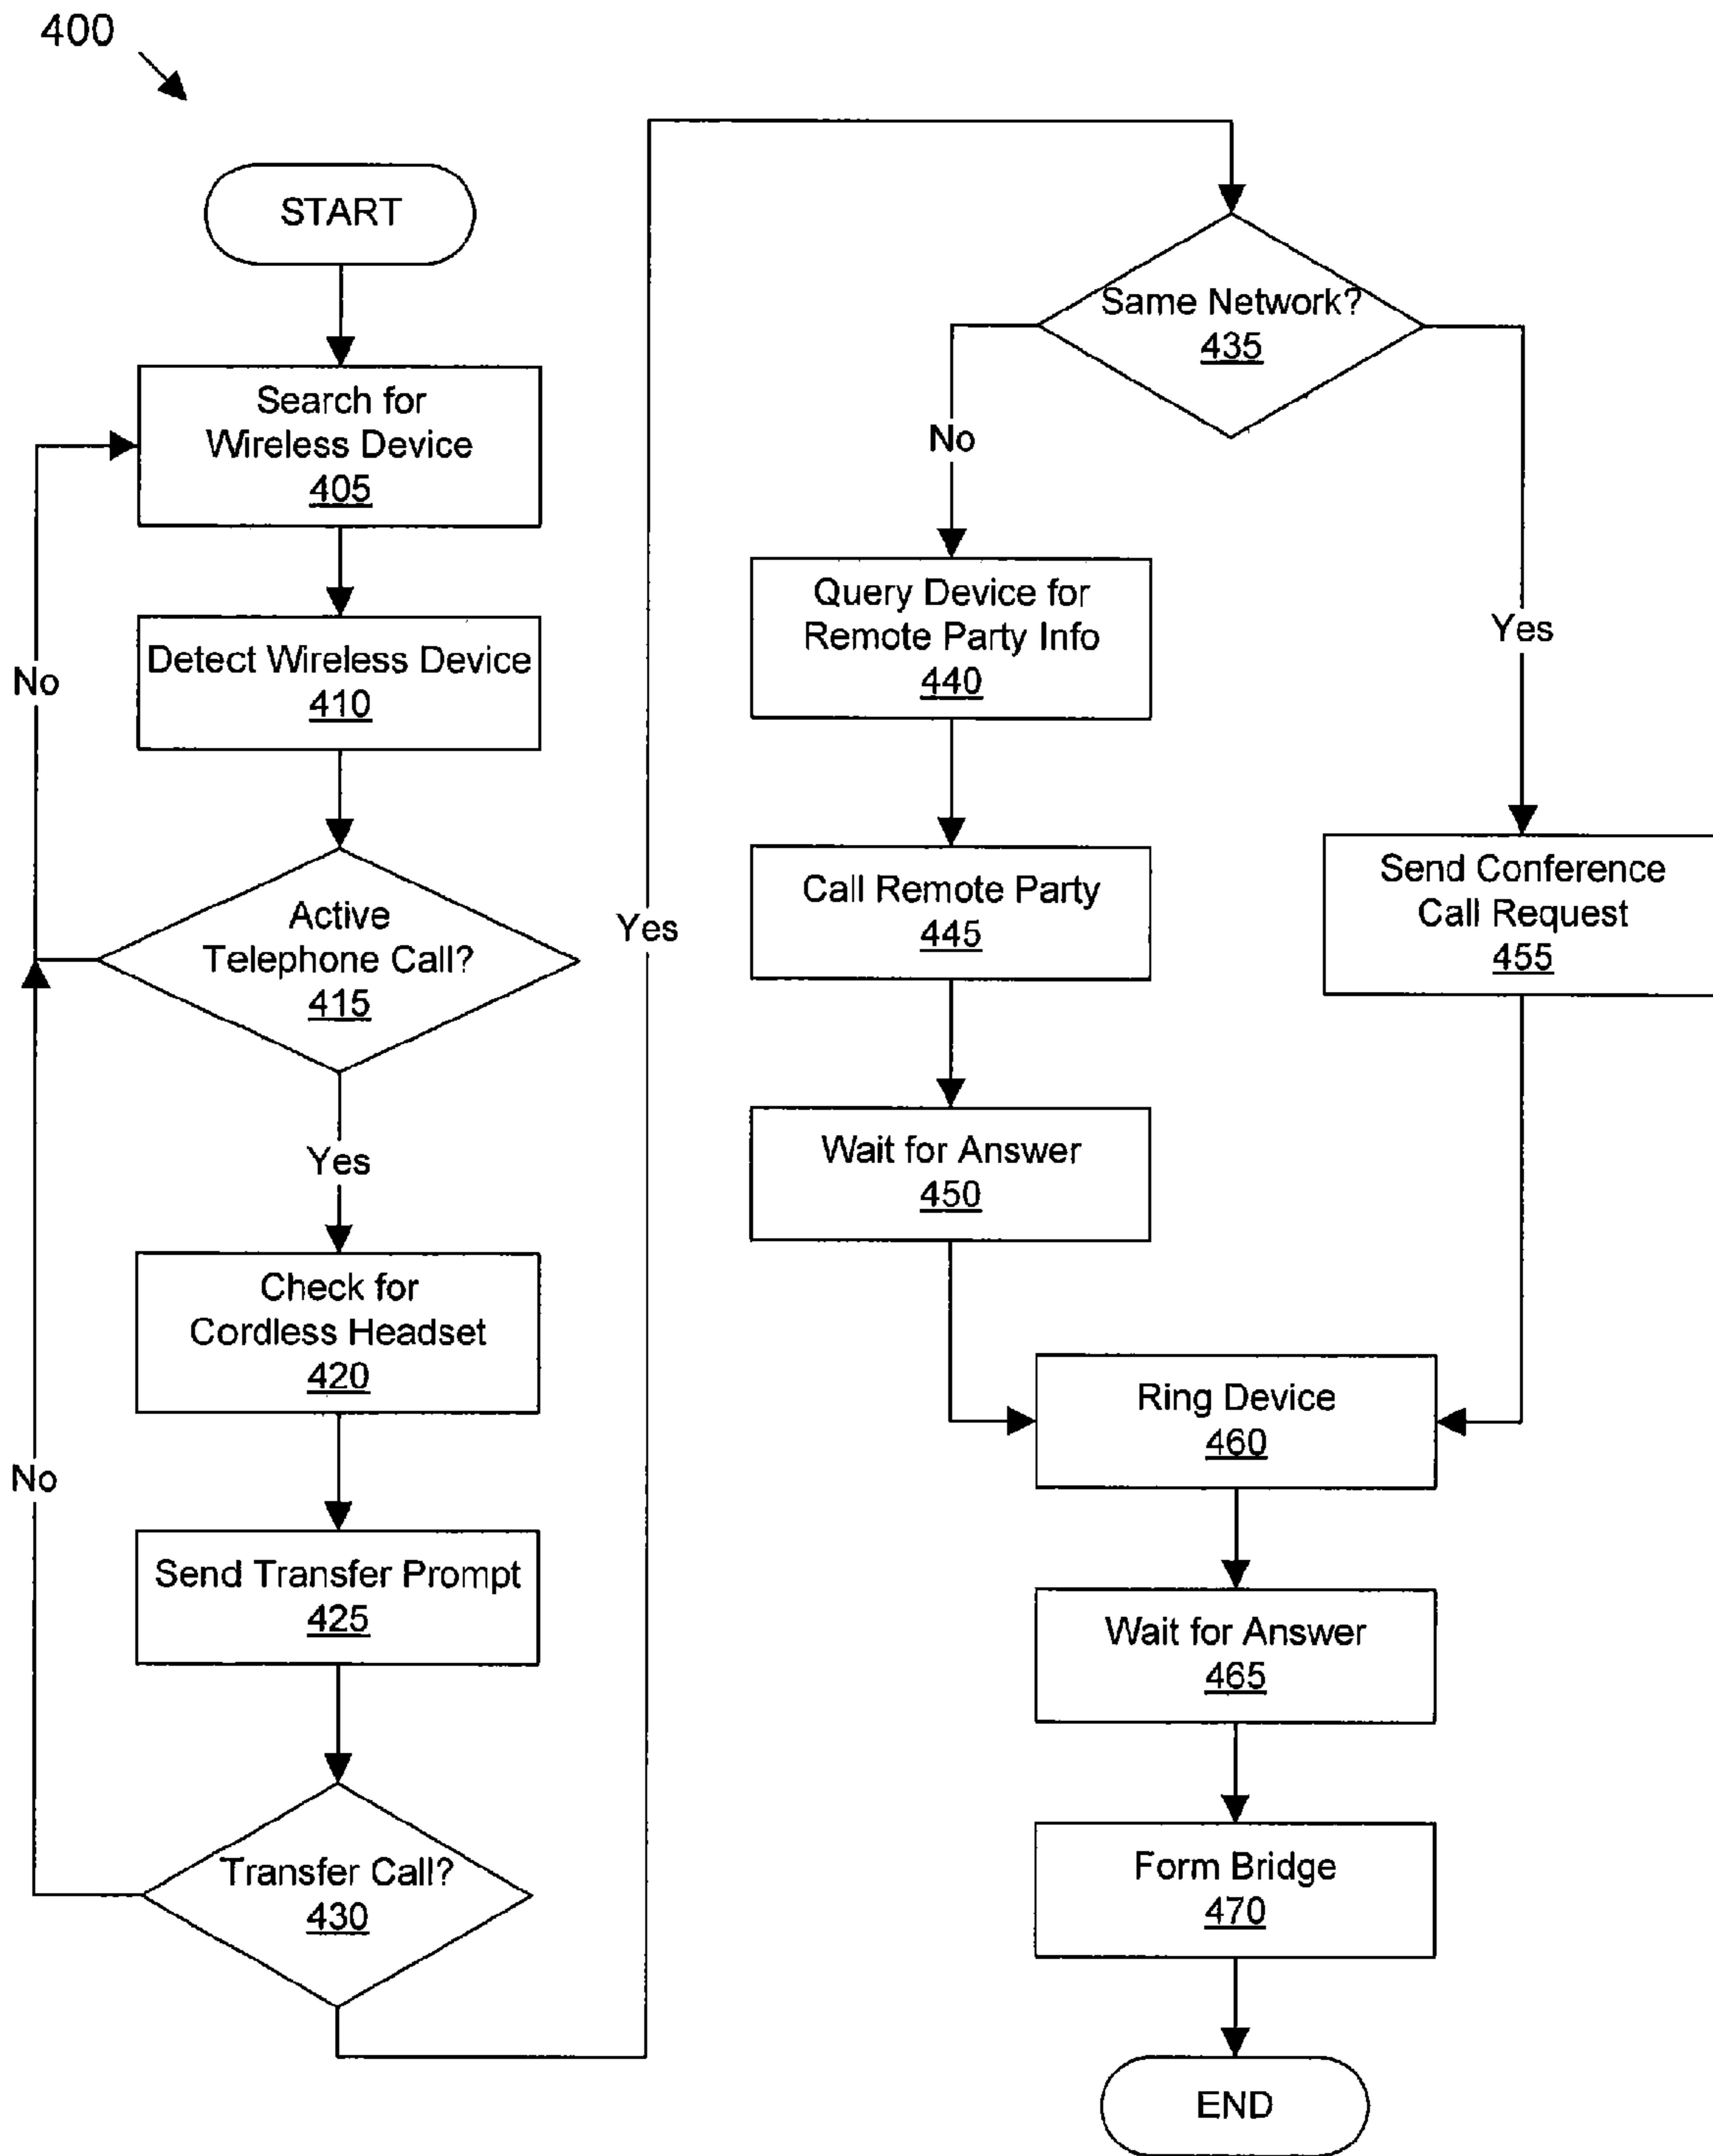 400
START
Search for
Wireless Device
405
Detect Wireless Device
410
No
Active
Telephone Call?
415
Yes
Check for
Cordless Headset
420
No
Send Transfer Prompt
425
Transfer Call?
430
Yes
Same Network?
435
No
Yes
Query Device for
Remote Party Info
440
Call Remote Party
445
Wait for Answer
450
Send Conference
Call Request
455
Ring Device
460
Wait for Answer
465
Form Bridge
470
END